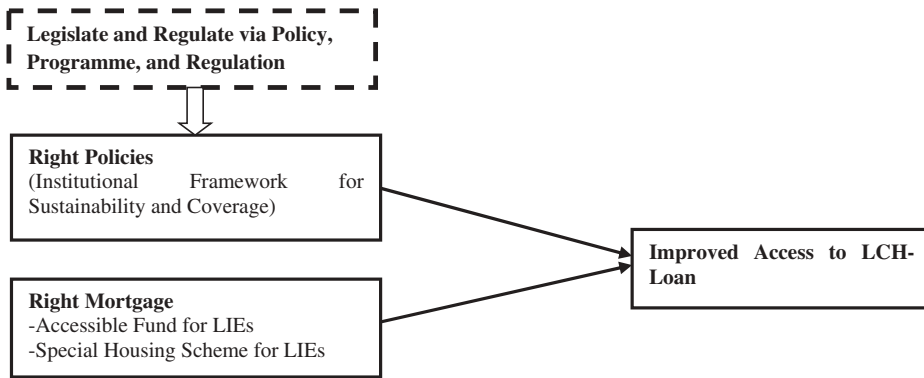 Legislate and Regulate via Policy,
Programme, and Regulation
Right Policies
(Institutional Framework for
Sustainability and Coverage)
Improved Access to LCH-
Loan
Right Mortgage
-Accessible Fund for LIEs
-Special Housing Scheme for LIEs